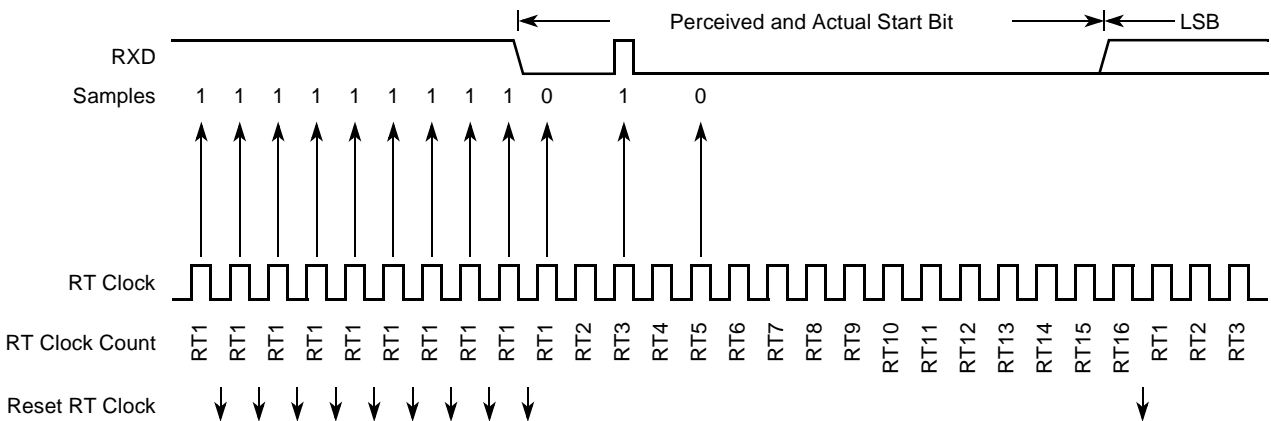 Perceived and Actual Start Bit LSB
RXD
Samples 1 1 1 1 1 1 1 1 1 0 1 0
RT Clock
RT Clock Count RT1 RT1 RT1 RT1 RT1 RT1 RT1 RT1 RT1 RT1 RT2 RT3 RT4 RT5 RT6 RT7 RT8 RT9 RT10 RT11 RT12 RT13 RT14 RT15 RT16 RT1 RT2 RT3
Reset RT Clock